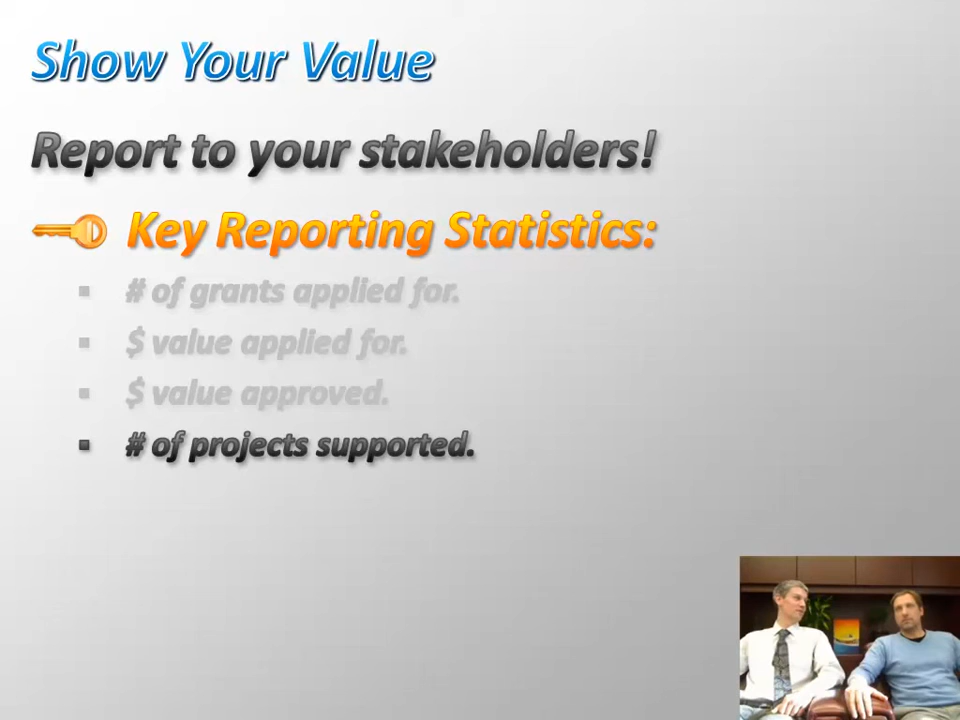 Show Your Value
Report to your stakeholders!
Key Reporting Statistics:
▪ # of grants applied for.
▪ $ value applied for.
▪ $ value approved.
▪ # of projects supported.